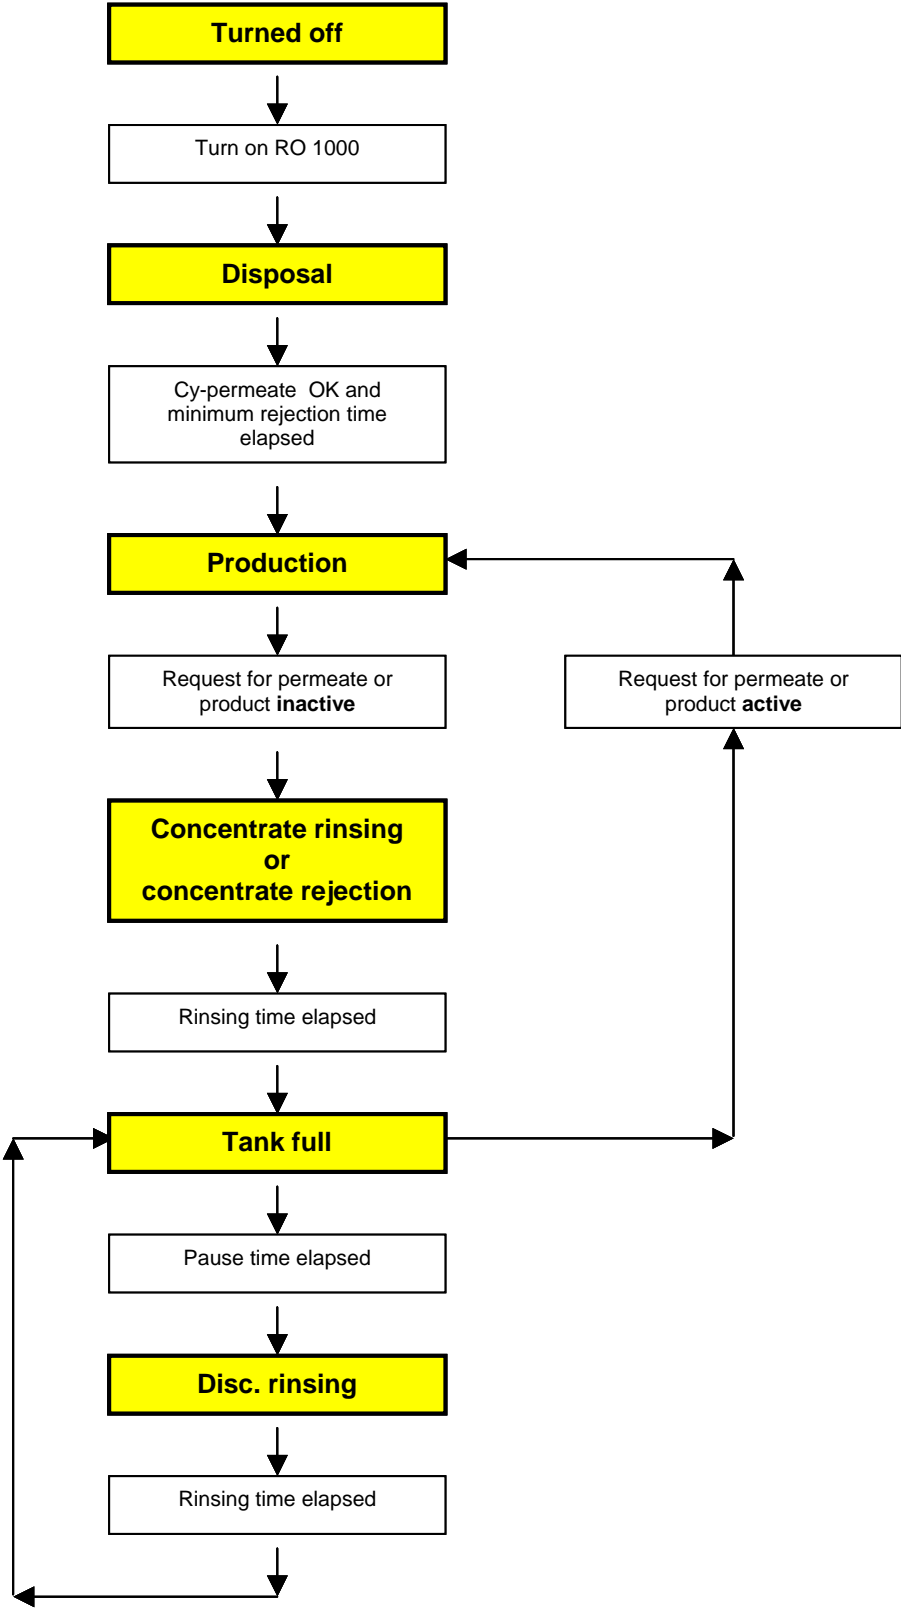 Turned off
Turn on RO 1000
Disposal
Cy-permeate  OK and
minimum rejection time
elapsed
Production
Request for permeate or
product inactive
Request for permeate or
product active
Concentrate rinsing
or
concentrate rejection
Rinsing time elapsed
Tank full
Pause time elapsed
Disc. rinsing
Rinsing time elapsed